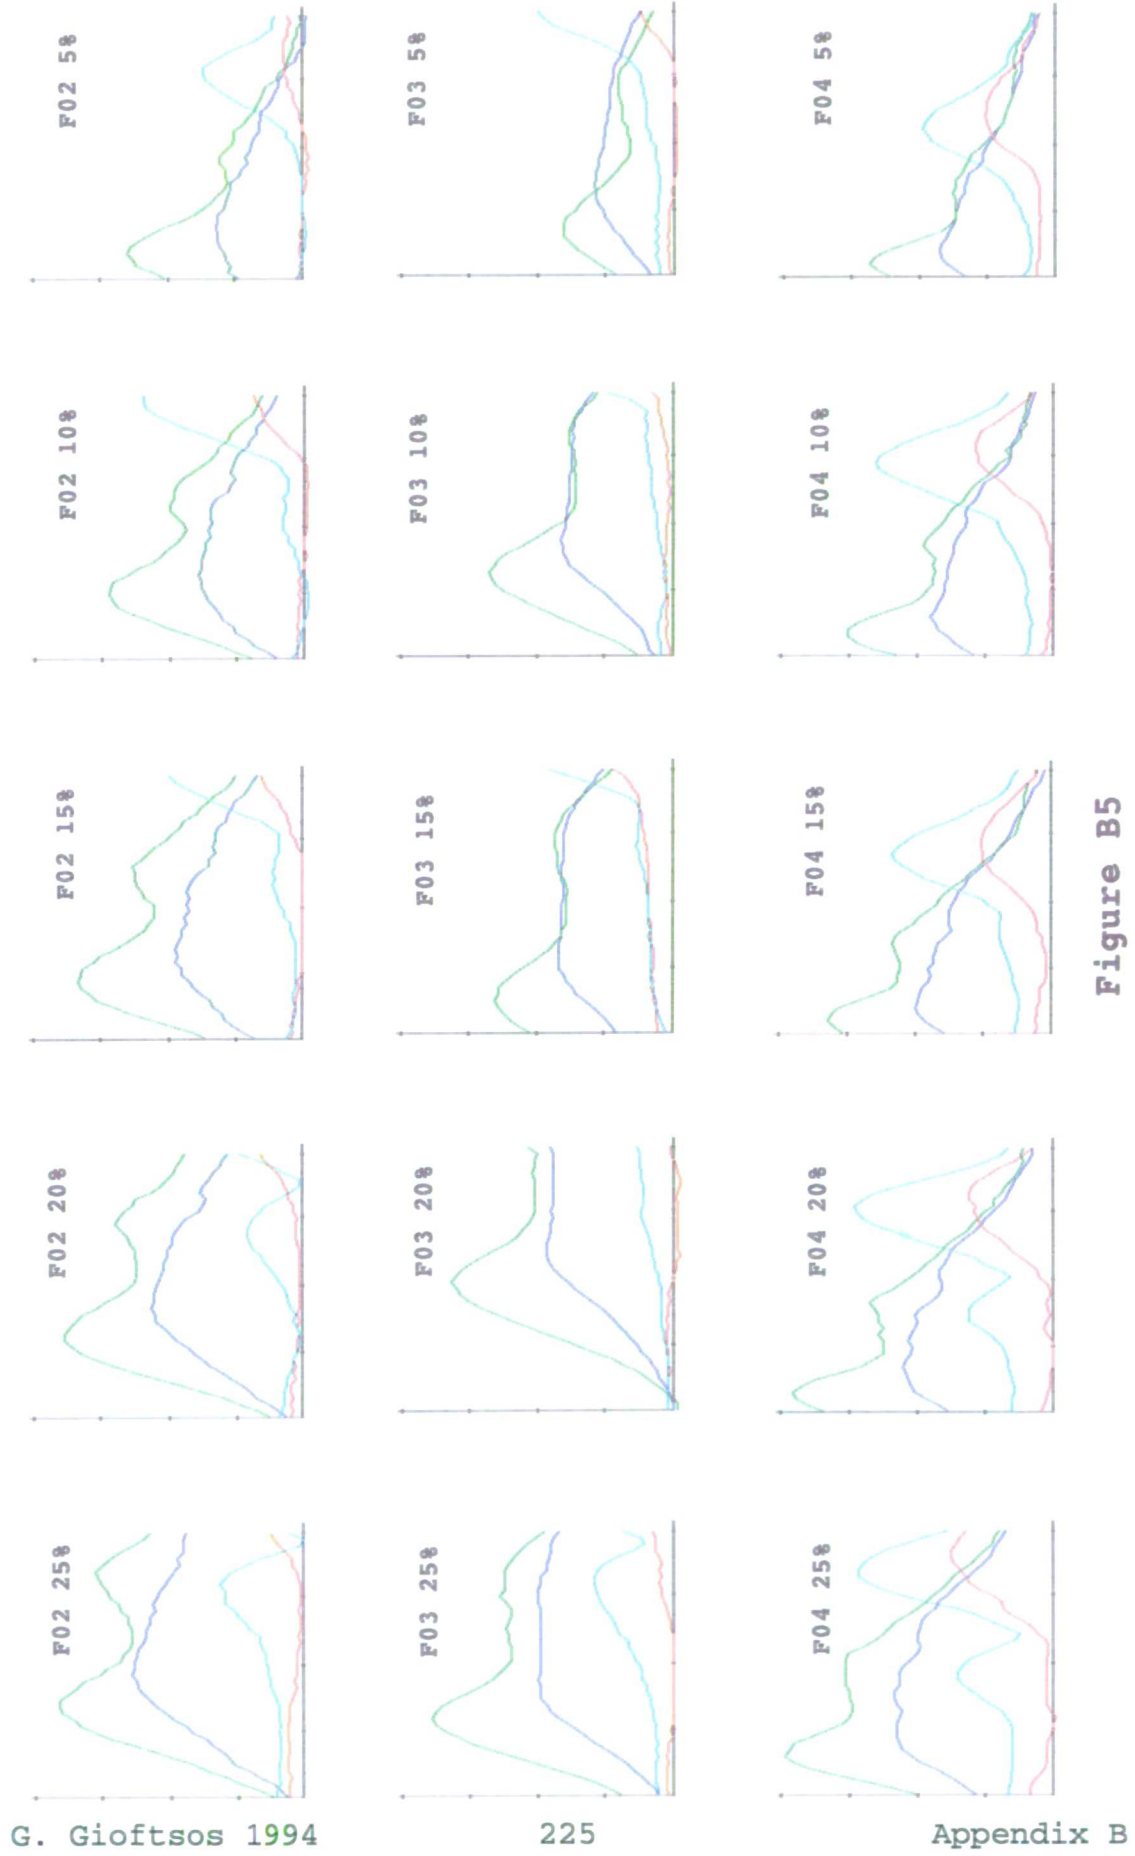 F02 5%
F03 5%
F04 5%
F02 10%
F03 10%
F04 10%
F02 15%
F03 15%
F04 15%
F02 20%
F03 20%
F04 20%
F02 25%
F03 25%
F04 25%
Figure B5
G. Gioftsos 1994
225
Appendix B